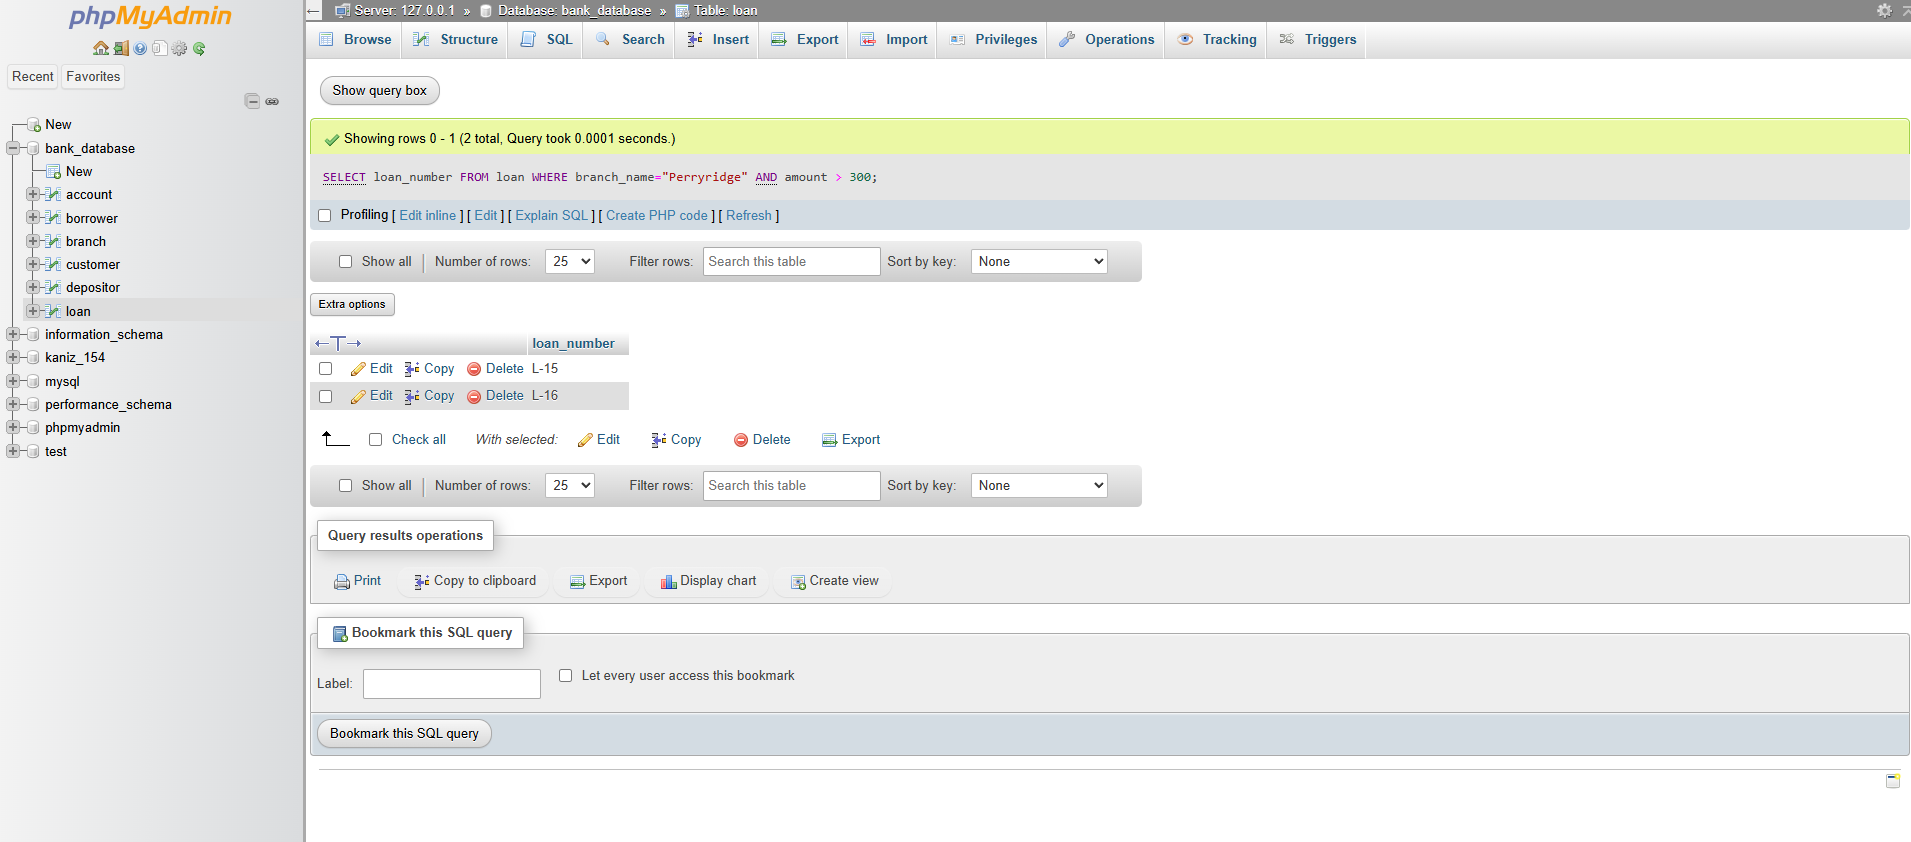 phpMyAdmin
Recent Favorites
New
bank_database
New
account
borrower
branch
customer
depositor
loan
information_schema
kaniz_154
mysql
performance_schema
phpmyadmin
test
Server: 127.0.0.1 » Database: bank_database » Table: loan
Browse Structure SQL Search Insert Export Import Privileges Operations Tracking Triggers
Show query box
Showing rows 0 - 1 (2 total, Query took 0.0001 seconds.)
SELECT loan_number FROM loan WHERE branch_name="Perryridge" AND amount > 300;
Profiling [ Edit inline ] [ Edit ] [ Explain SQL ] [ Create PHP code ] [ Refresh ]
Show all | Number of rows: 25 Filter rows: Search this table Sort by key: None
Extra options
←T→ loan_number
Edit Copy Delete L-15
Edit Copy Delete L-16
Check all With selected: Edit Copy Delete Export
Show all | Number of rows: 25 Filter rows: Search this table Sort by key: None
Query results operations
Print Copy to clipboard Export Display chart Create view
Bookmark this SQL query
Label: Let every user access this bookmark
Bookmark this SQL query